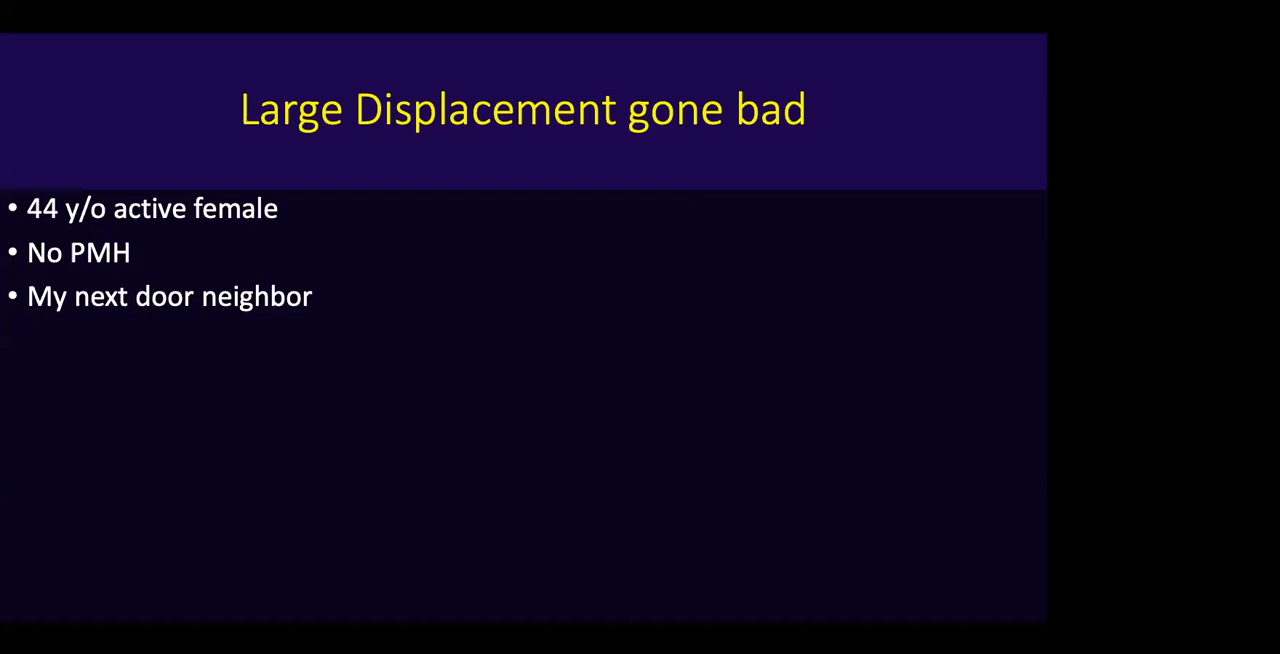 Large Displacement gone bad
• 44 y/o active female
• No PMH
• My next door neighbor